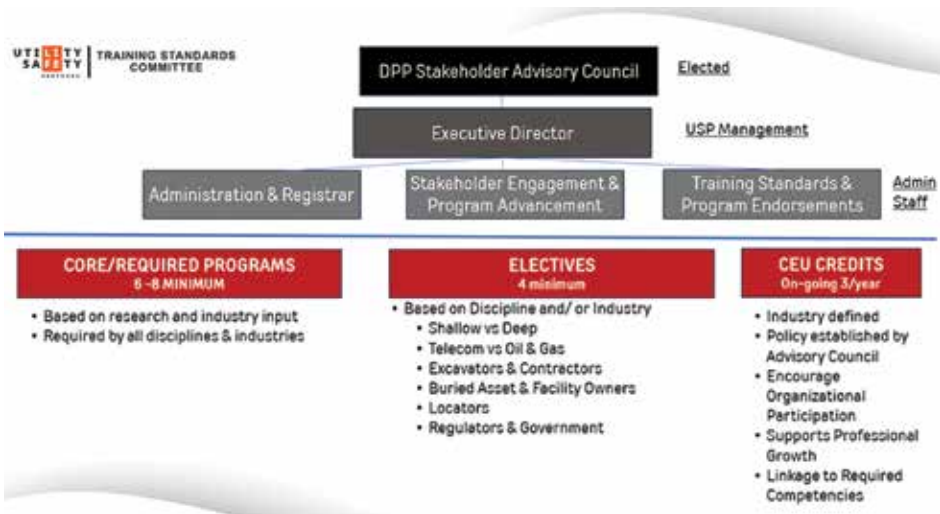 UTILITY
SAFETY
TRAINING STANDARDS
COMMITTEE
DPP Stakeholder Advisory Council
Elected
Executive Director
USP Management
Administration & Registrar
Stakeholder Engagement &
Program Advancement
Training Standards &
Program Endorsements
Admin
Staff
CORE/REQUIRED PROGRAMS
6 -8 MINIMUM
• Based on research and industry input
• Required by all disciplines & industries
ELECTIVES
4 minimum
• Based on Discipline and/ or Industry
• Shallow vs Deep
• Telecom vs Oil & Gas
• Excavators & Contractors
• Buried Asset & Facility Owners
• Locators
• Regulators & Government
CEU CREDITS
On-going 3/year
• Industry defined
• Policy established by
Advisory Council
• Encourage
Organizational
Participation
• Supports Professional
Growth
• Linkage to Required
Competencies